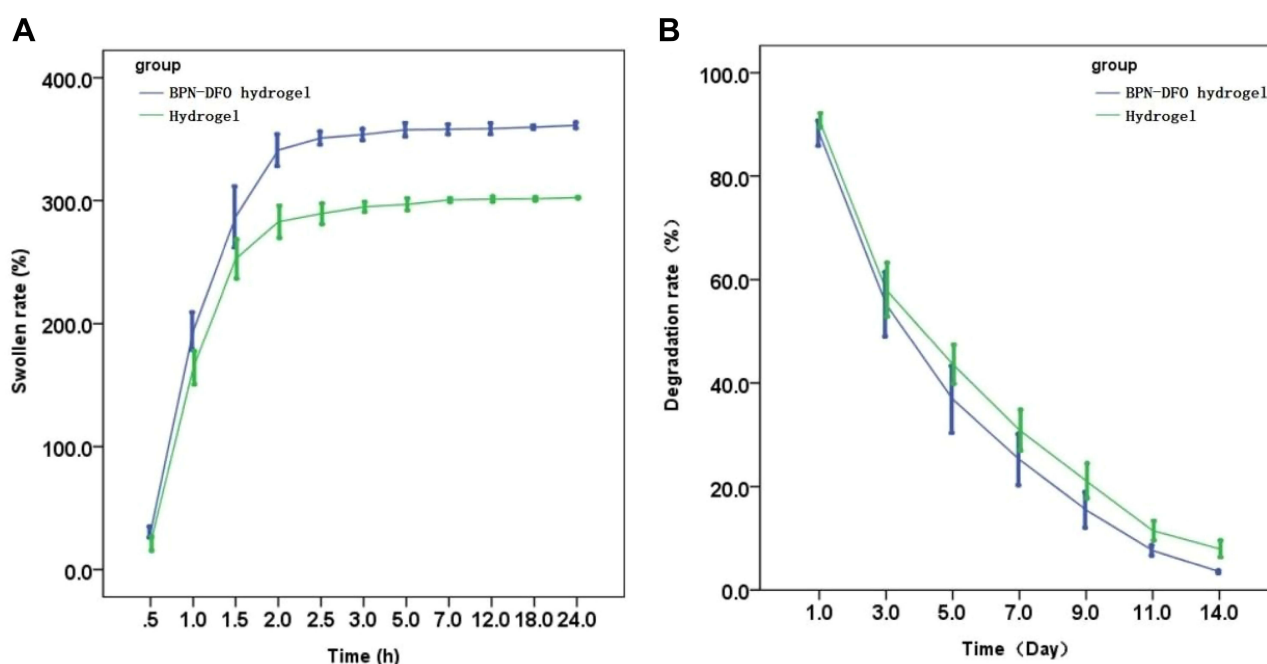 A
group
BPN-DFO hydrogel
Hydrogel
400.0
300.0
200.0
100.0
0.0
Swollen rate (%)
.5 1.0 1.5 2.0 2.5 3.0 5.0 7.0 12.0 18.0 24.0
Time (h)
B
group
BPN-DFO hydrogel
Hydrogel
100.0
80.0
60.0
40.0
20.0
0.0
Degradation rate (%)
1.0 3.0 5.0 7.0 9.0 11.0 14.0
Time (Day)